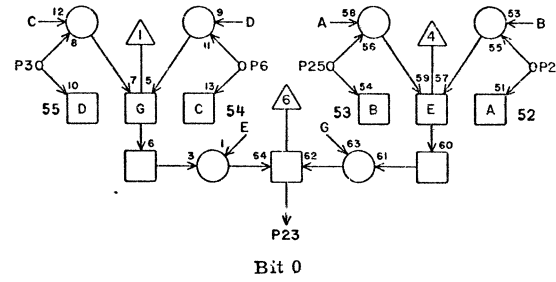 C 12 8 1 9 D 11 A 58 56 4 53 B 55
P3 7 5 P6 P25 59 57 P2
55 10 D G 13 C 54 53 54 B E 51 A 52
6 3 1 E 64 6 62 G 63 61 60
P23
Bit 0